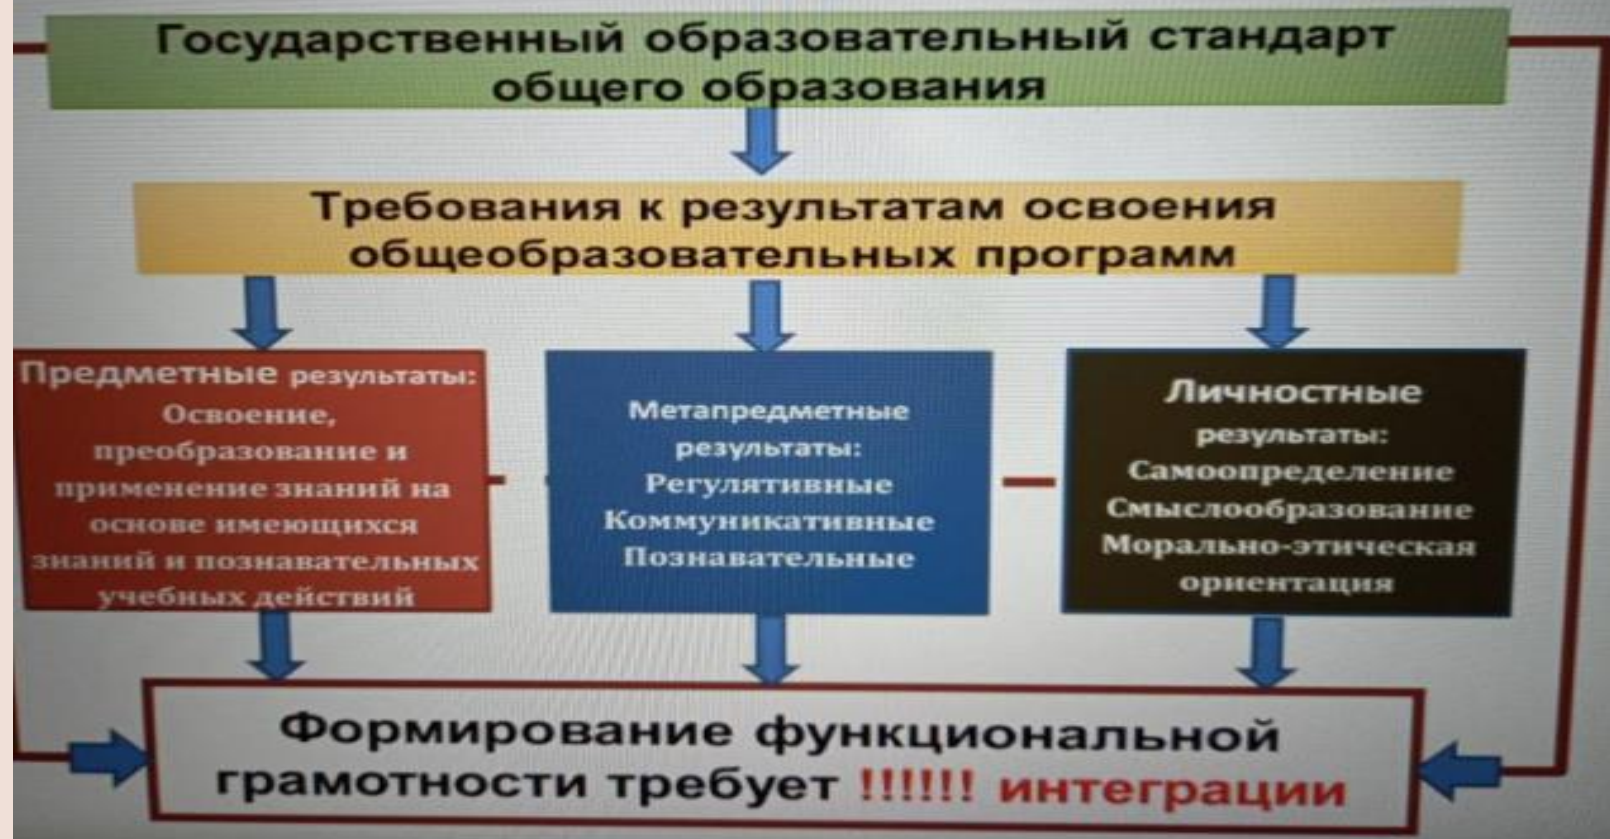 Государственный образовательный стандарт
общего образования
Требования к результатам освоения
общеобразовательных программ
Предметные результаты:
Освоение,
преобразование и
применение знаний на
основе имеющихся
знаний и познавательных
учебных действий
Метапредметные
результаты:
Регулятивные
Коммуникативные
Познавательные
Личностные
результаты:
Самоопределение
Смыслообразование
Морально-этическая
ориентация
Формирование функциональной
грамотности требует !!!!!! интеграции